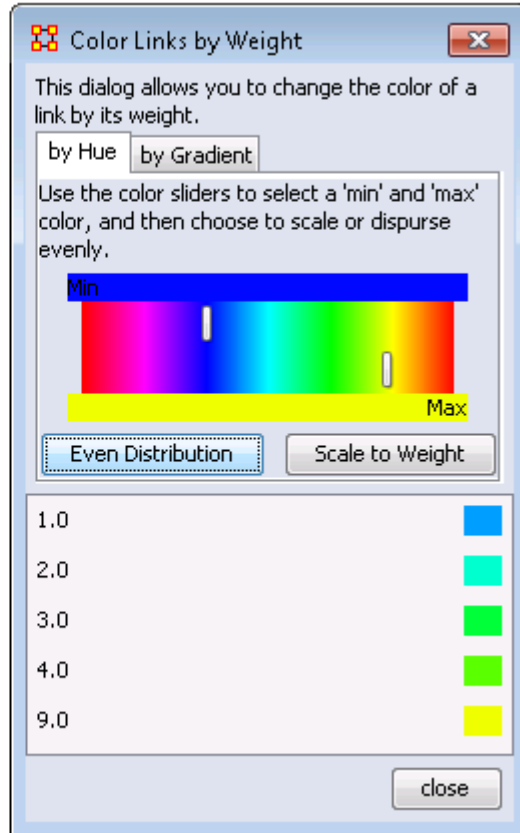 Color Links by Weight
This dialog allows you to change the color of a
link by its weight.
by Hue by Gradient
Use the color sliders to select a 'min' and 'max'
color, and then choose to scale or dispurse
evenly.
Min
Max
Even Distribution Scale to Weight
1.0
2.0
3.0
4.0
9.0
close